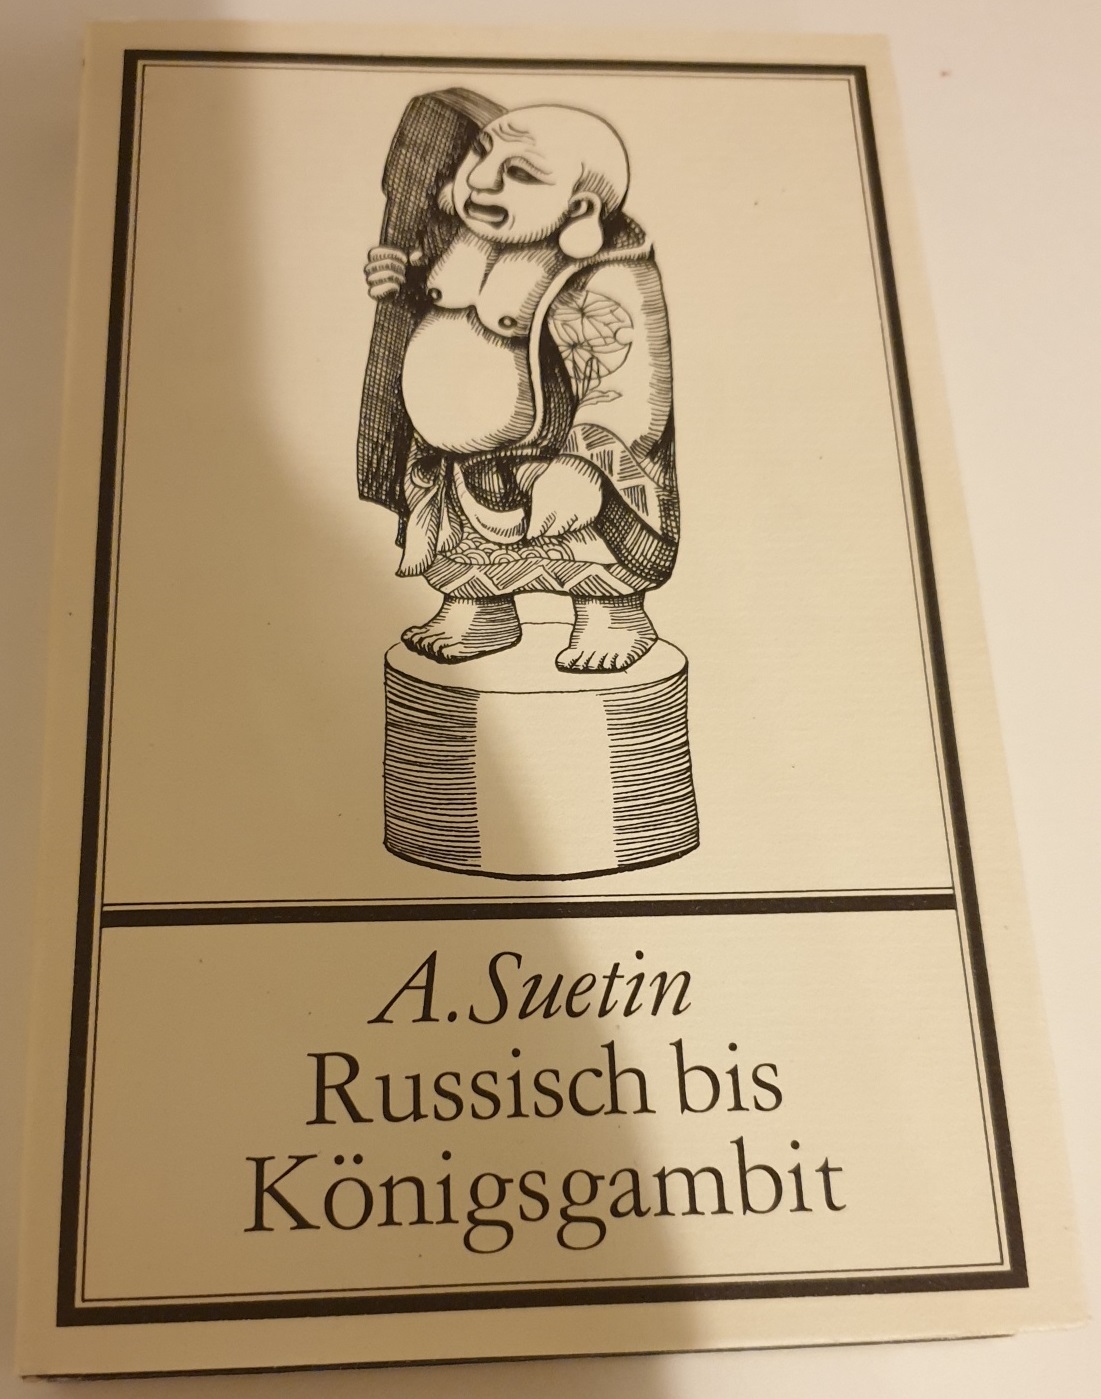 A. Suetin
Russisch bis
Königsgambit